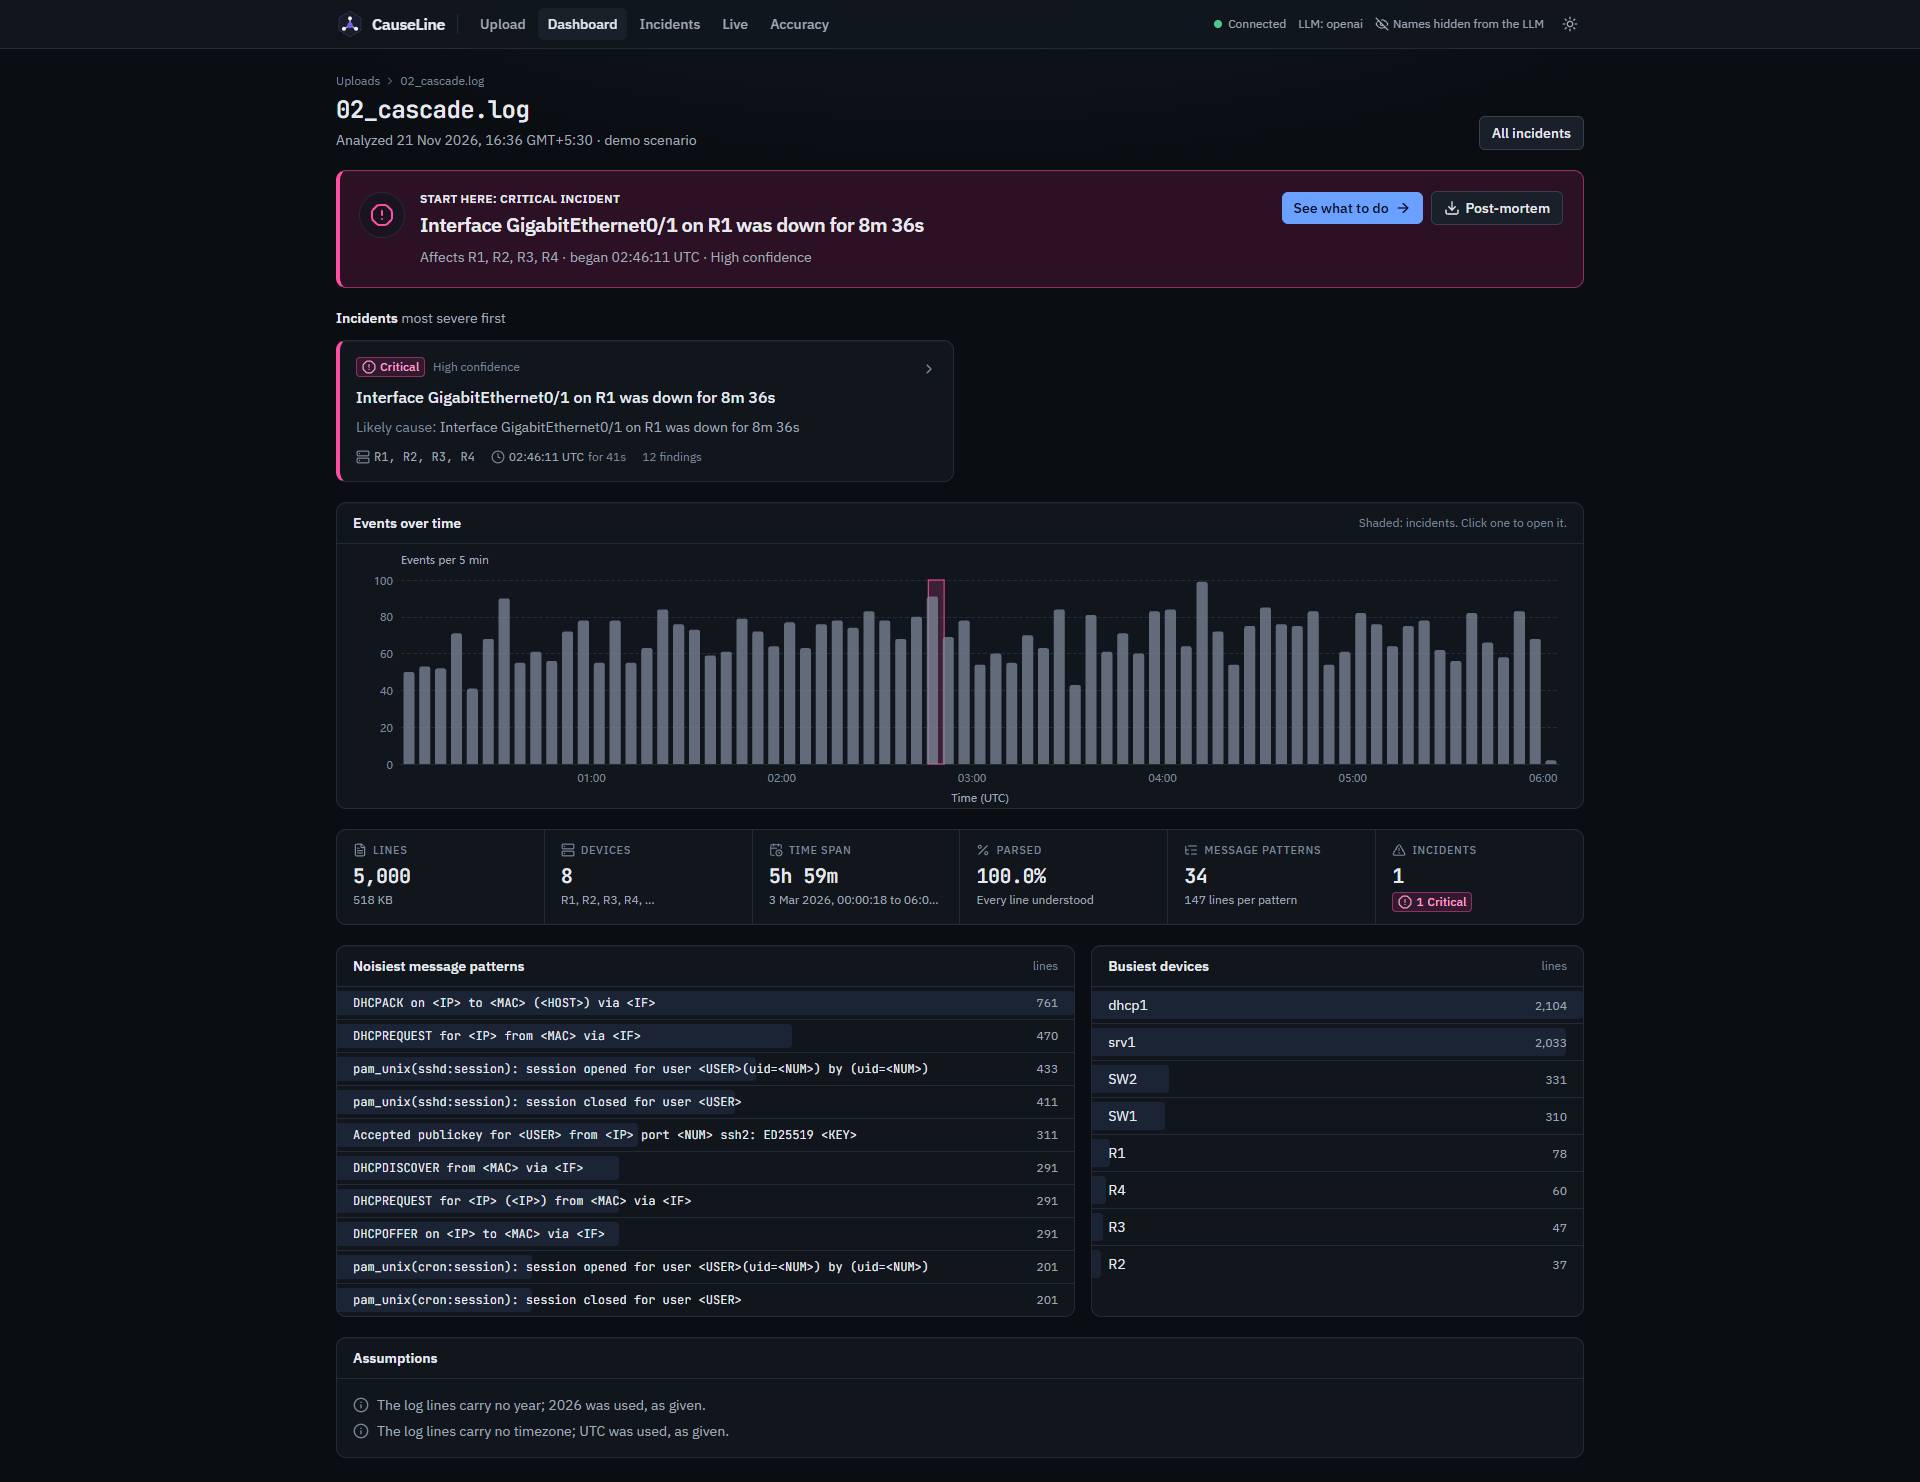 CauseLine
Upload Dashboard Incidents Live Accuracy
Connected LLM: openai Names hidden from the LLM
Uploads > 02_cascade.log
02_cascade.log
Analyzed 21 Nov 2026, 16:36 GMT+5:30 · demo scenario
All incidents
START HERE: CRITICAL INCIDENT
Interface GigabitEthernet0/1 on R1 was down for 8m 36s
Affects R1, R2, R3, R4 · began 02:46:11 UTC · High confidence
See what to do →
Post-mortem
Incidents most severe first
Critical High confidence
Interface GigabitEthernet0/1 on R1 was down for 8m 36s
Likely cause: Interface GigabitEthernet0/1 on R1 was down for 8m 36s
R1, R2, R3, R4 02:46:11 UTC for 41s 12 findings
Events over time
Shaded: incidents. Click one to open it.
Events per 5 min
100
80
60
40
20
0
01:00 02:00 03:00 04:00 05:00 06:00
Time (UTC)
LINES
5,000
518 KB
DEVICES
8
R1, R2, R3, R4, ...
TIME SPAN
5h 59m
3 Mar 2026, 00:00:18 to 06:0...
PARSED
100.0%
Every line understood
MESSAGE PATTERNS
34
147 lines per pattern
INCIDENTS
1
1 Critical
Noisiest message patterns lines
DHCPACK on <IP> to <MAC> (<HOST>) via <IF> 761
DHCPREQUEST for <IP> from <MAC> via <IF> 470
pam_unix(sshd:session): session opened for user <USER>(uid=<NUM>) by (uid=<NUM>) 433
pam_unix(sshd:session): session closed for user <USER> 411
Accepted publickey for <USER> from <IP> port <NUM> ssh2: ED25519 <KEY> 311
DHCPDISCOVER from <MAC> via <IF> 291
DHCPREQUEST for <IP> (<IP>) from <MAC> via <IF> 291
DHCPOFFER on <IP> to <MAC> via <IF> 291
pam_unix(cron:session): session opened for user <USER>(uid=<NUM>) by (uid=<NUM>) 201
pam_unix(cron:session): session closed for user <USER> 201
Busiest devices lines
dhcp1 2,104
srv1 2,033
SW2 331
SW1 310
R1 78
R4 60
R3 47
R2 37
Assumptions
The log lines carry no year; 2026 was used, as given.
The log lines carry no timezone; UTC was used, as given.